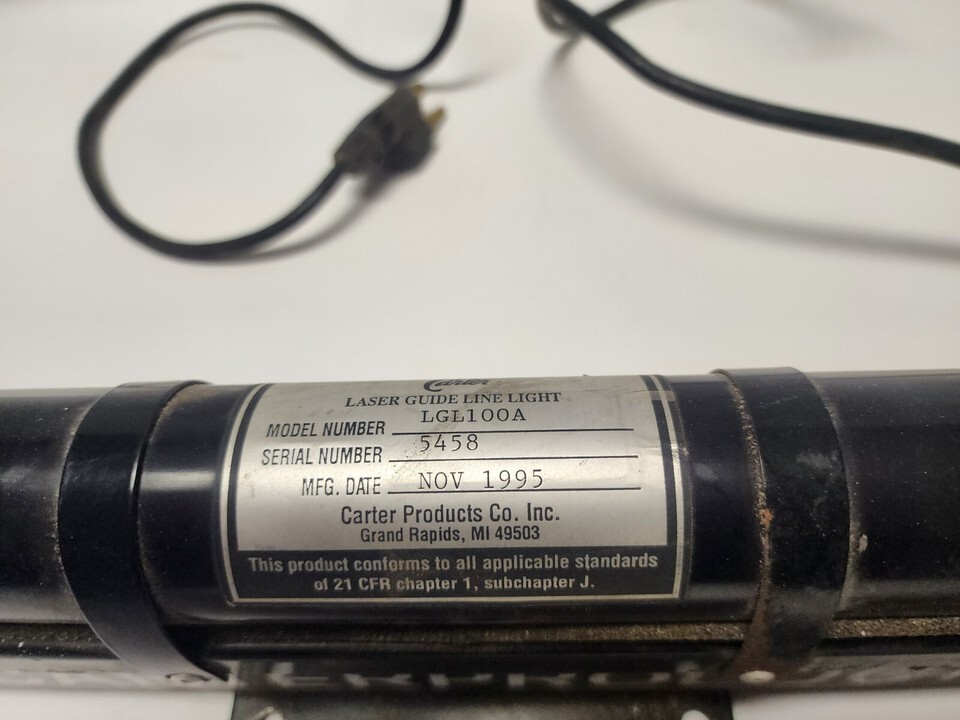 Carter
LASER GUIDE LINE LIGHT
MODEL NUMBER LGL100A
SERIAL NUMBER 5458
MFG. DATE NOV 1995
Carter Products Co. Inc.
Grand Rapids, MI 49503
This product conforms to all applicable standards
of 21 CFR chapter 1, subchapter J.